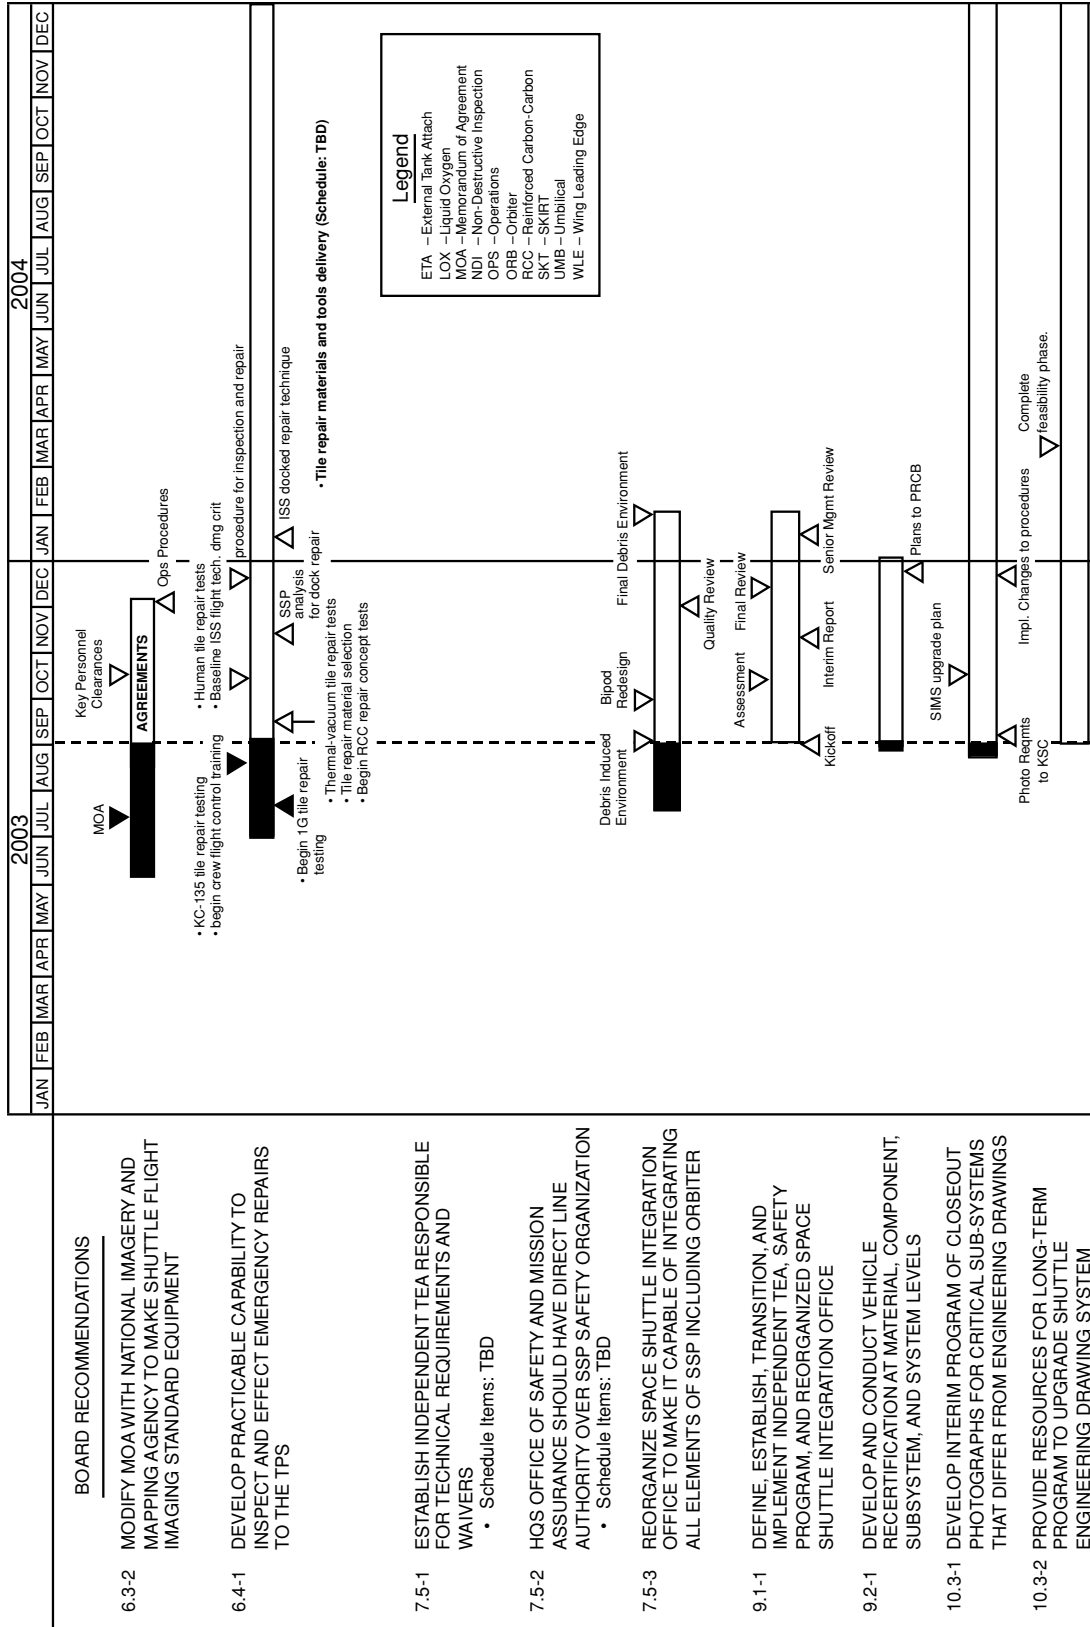 2003
2004
JAN FEB MAR APR MAY JUN JUL AUG SEP OCT NOV DEC JAN FEB MAR APR MAY JUN JUL AUG SEP OCT NOV DEC
BOARD RECOMMENDATIONS
6.3-2 MODIFY MOA WITH NATIONAL IMAGERY AND
MAPPING AGENCY TO MAKE SHUTTLE FLIGHT
IMAGING STANDARD EQUIPMENT
MOA
Key Personnel
Clearances
AGREEMENTS
Ops Procedures
6.4-1 DEVELOP PRACTICABLE CAPABILITY TO
INSPECT AND EFFECT EMERGENCY REPAIRS
TO THE TPS
• KC-135 tile repair testing
• begin crew flight control training
• Human tile repair tests
• Baseline ISS flight tech. dmg crit
procedure for inspection and repair
• Begin 1G tile repair
testing
• Thermal-vacuum tile repair tests
• Tile repair material selection
• Begin RCC repair concept tests
SSP
analysis
for dock repair
ISS docked repair technique
• Tile repair materials and tools delivery (Schedule: TBD)
Legend
ETA – External Tank Attach
LOX – Liquid Oxygen
MOA – Memorandum of Agreement
NDI – Non-Destructive Inspection
OPS – Operations
ORB – Orbiter
RCC – Reinforced Carbon-Carbon
SKT – SKIRT
UMB – Umbilical
WLE – Wing Leading Edge
7.5-1 ESTABLISH INDEPENDENT TEA RESPONSIBLE
FOR TECHNICAL REQUIREMENTS AND
WAIVERS
• Schedule Items: TBD
7.5-2 HQS OFFICE OF SAFETY AND MISSION
ASSURANCE SHOULD HAVE DIRECT LINE
AUTHORITY OVER SSP SAFETY ORGANIZATION
• Schedule Items: TBD
7.5-3 REORGANIZE SPACE SHUTTLE INTEGRATION
OFFICE TO MAKE IT CAPABLE OF INTEGRATING
ALL ELEMENTS OF SSP INCLUDING ORBITER
Debris Induced
Environment
Bipod
Redesign
Final Debris Environment
Quality Review
9.1-1 DEFINE, ESTABLISH, TRANSITION, AND
IMPLEMENT INDEPENDENT TEA, SAFETY
PROGRAM, AND REORGANIZED SPACE
SHUTTLE INTEGRATION OFFICE
Assessment
Final Review
Kickoff
Interim Report
Senior Mgmt Review
9.2-1 DEVELOP AND CONDUCT VEHICLE
RECERTIFICATION AT MATERIAL, COMPONENT,
SUBSYSTEM, AND SYSTEM LEVELS
Plans to PRCB
10.3-1 DEVELOP INTERIM PROGRAM OF CLOSEOUT
PHOTOGRAPHS FOR CRITICAL SUB-SYSTEMS
THAT DIFFER FROM ENGINEERING DRAWINGS
SIMS upgrade plan
Photo Reqmts
to KSC
Impl. Changes to procedures
10.3-2 PROVIDE RESOURCES FOR LONG-TERM
PROGRAM TO UPGRADE SHUTTLE
ENGINEERING DRAWING SYSTEM
Complete
feasibility phase.